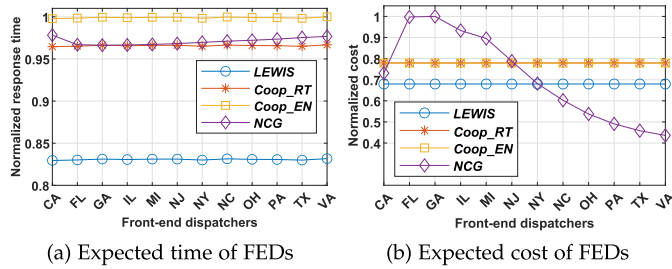 Normalized response time
1
0.95
0.9
0.85
0.8
LEWIS
Coop_RT
Coop_EN
NCG
CA FL GA IL MI NJ NY NC OH PA TX VA
Front-end dispatchers
(a) Expected time of FEDs
Normalized cost
1
0.9
0.8
0.7
0.6
0.5
0.4
LEWIS
Coop_RT
Coop_EN
NCG
CA FL GA IL MI NJ NY NC OH PA TX VA
Front-end dispatchers
(b) Expected cost of FEDs